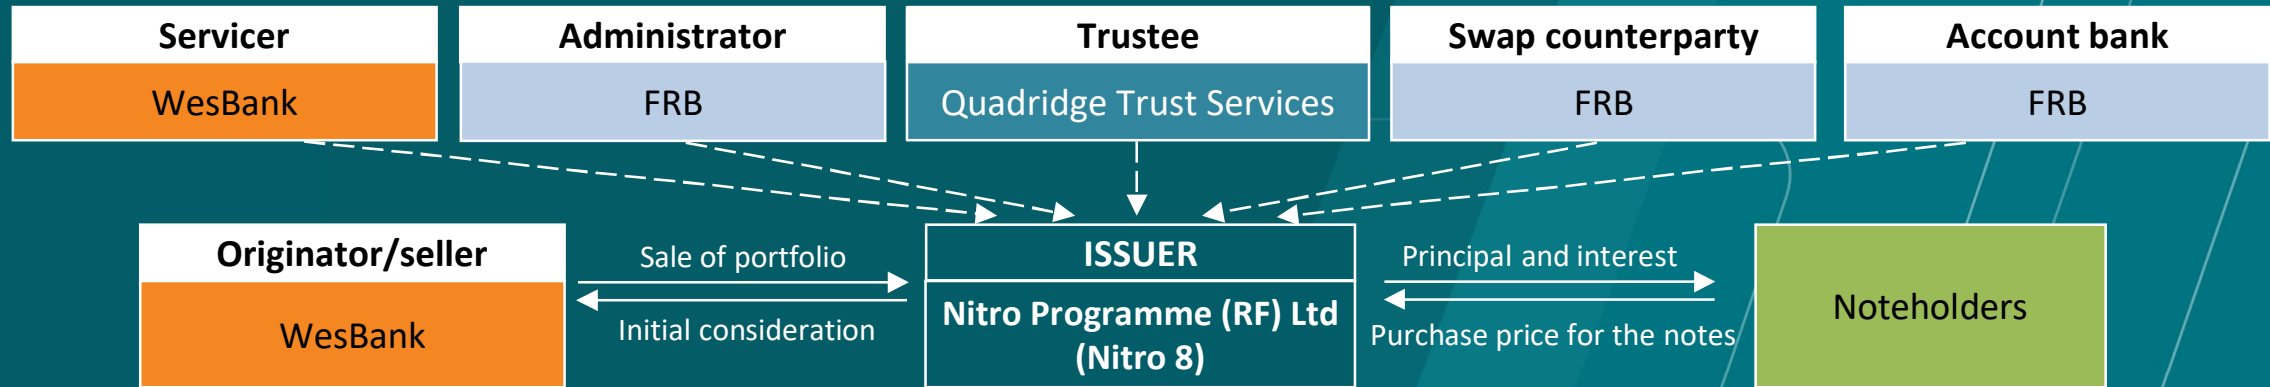 Servicer
WesBank
Administrator
FRB
Trustee
Quadridge Trust Services
Swap counterparty
FRB
Account bank
FRB
Originator/seller
WesBank
Sale of portfolio
Initial consideration
ISSUER
Nitro Programme (RF) Ltd
(Nitro 8)
Principal and interest
Purchase price for the notes
Noteholders